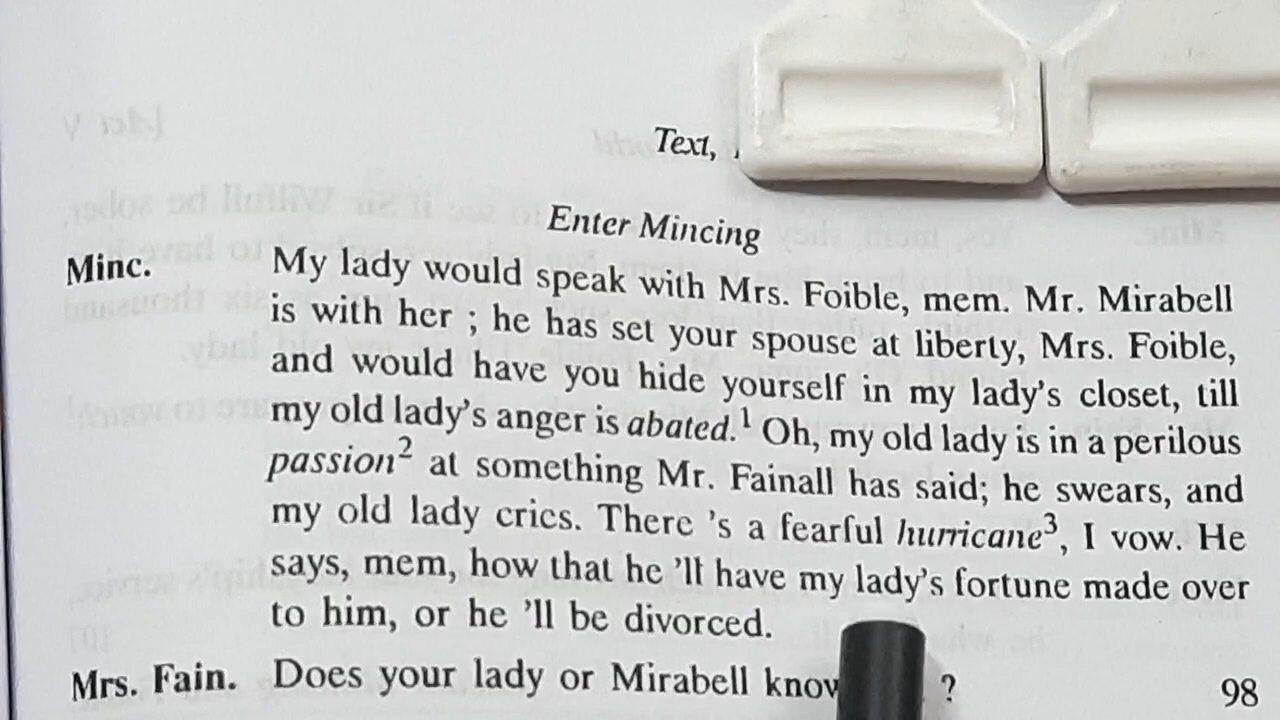 Text,
Enter Mincing
Minc. My lady would speak with Mrs. Foible, mem. Mr. Mirabell
is with her ; he has set your spouse at liberty, Mrs. Foible,
and would have you hide yourself in my lady's closet, till
my old lady's anger is abated.¹ Oh, my old lady is in a perilous
passion² at something Mr. Fainall has said; he swears, and
my old lady cries. There 's a fearful hurricane³, I vow. He
says, mem, how that he 'll have my lady's fortune made over
to him, or he 'll be divorced.
Mrs. Fain. Does your lady or Mirabell ?
98